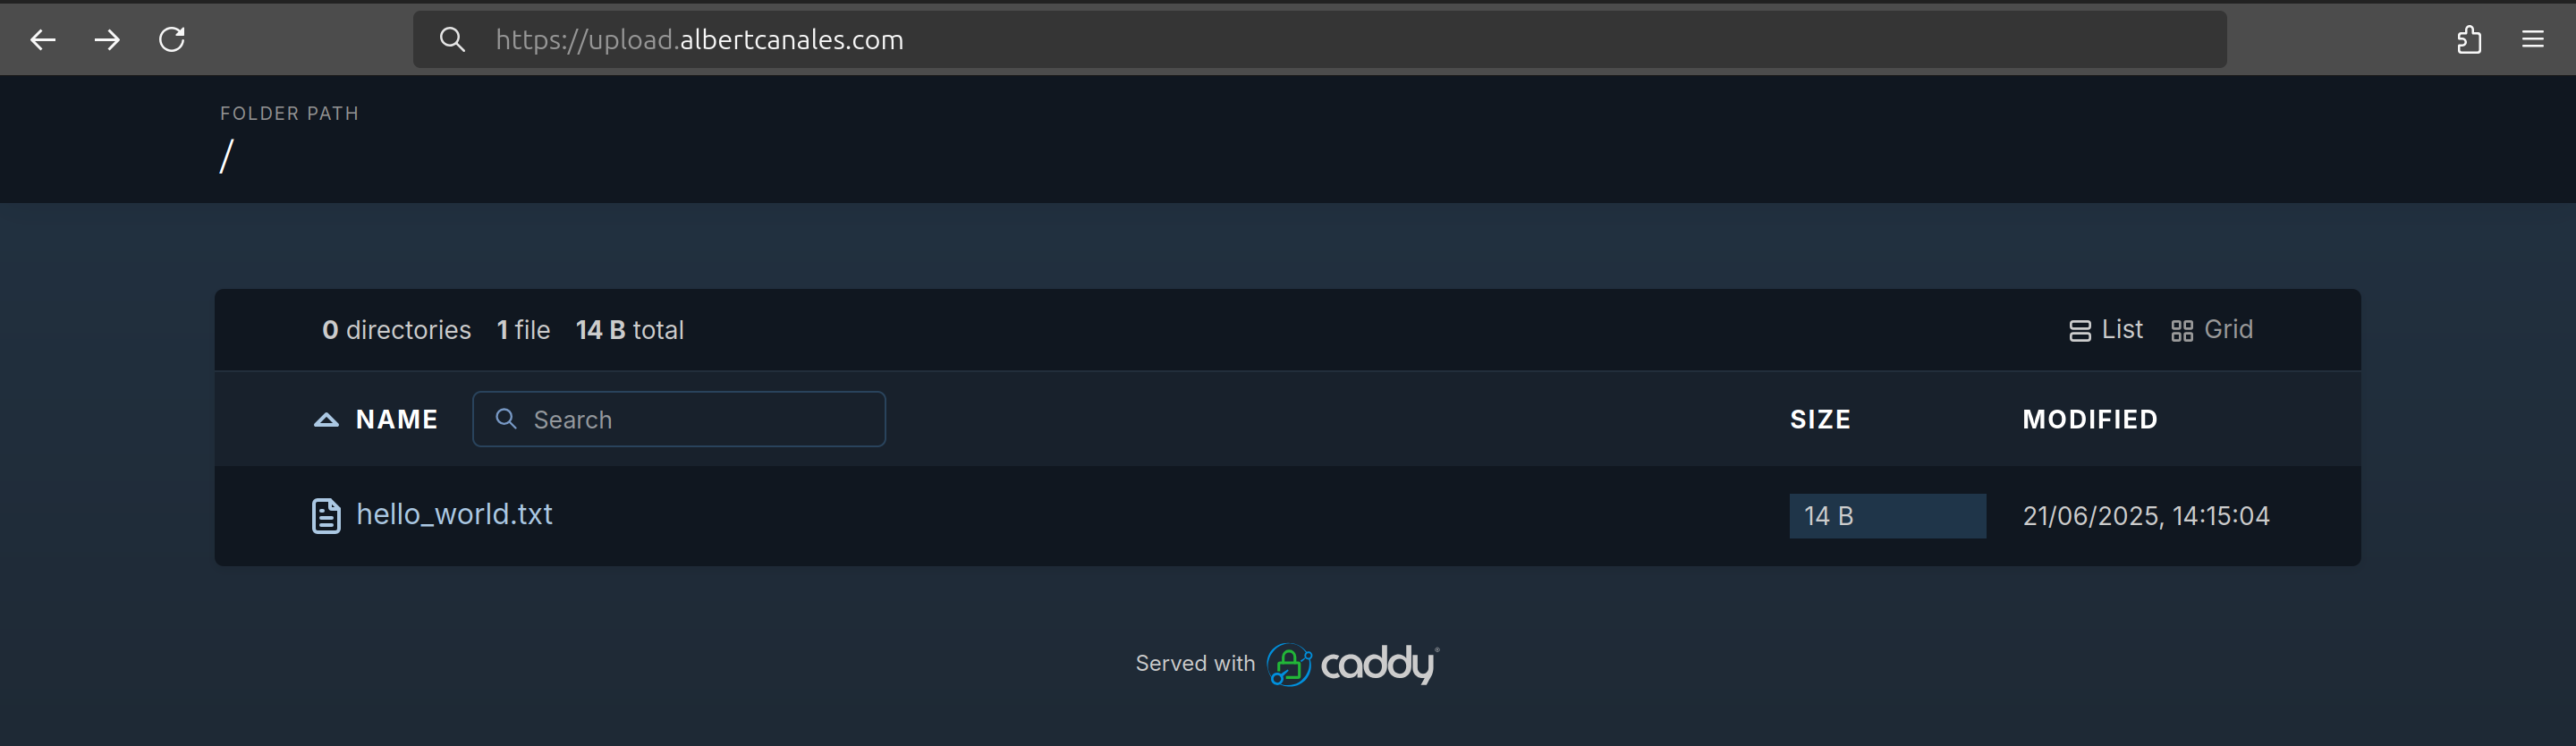 https://upload.albertcanales.com
FOLDER PATH
/
0 directories 1 file 14 B total
List Grid
NAME Search SIZE MODIFIED
hello_world.txt 14 B 21/06/2025, 14:15:04
Served with caddy